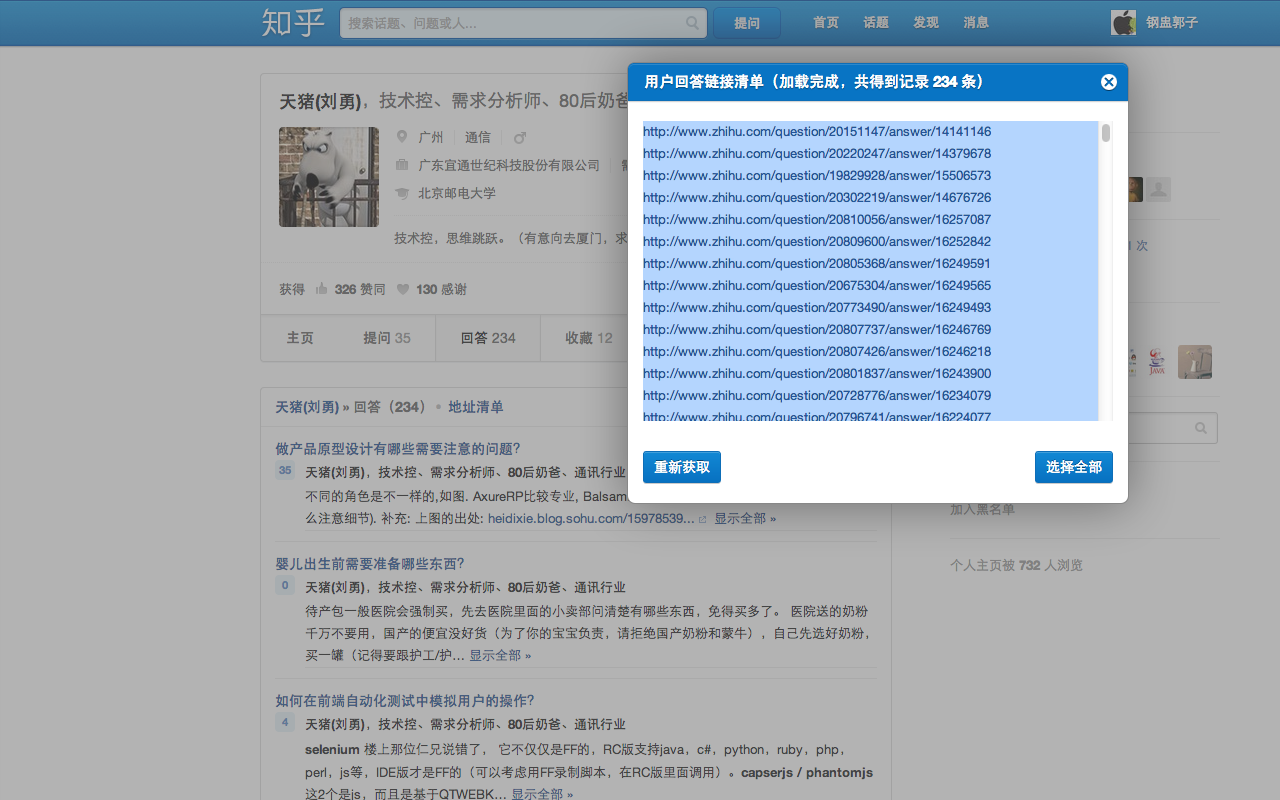 知乎
搜索话题、问题或人...
提问
首页 话题 发现 消息
钢盅郭子
天猪(刘勇)，技术控、需求分析师、80后奶爸
广州 通信
广东宜通世纪科技股份有限公司
北京邮电大学
技术控，思维跳跃。（有意向去厦门，求
获得 326 赞同 130 感谢
主页 提问 35 回答 234 收藏 12
天猪(刘勇) » 回答（234） • 地址清单
做产品原型设计有哪些需要注意的问题?
35 天猪(刘勇)，技术控、需求分析师、80后奶爸、通讯行业
不同的角色是不一样的,如图. AxureRP比较专业, Balsam
么注意细节). 补充: 上图的出处: heidixie.blog.sohu.com/15978539... 显示全部 »
婴儿出生前需要准备哪些东西?
0 天猪(刘勇)，技术控、需求分析师、80后奶爸、通讯行业
待产包一般医院会强制买，先去医院里面的小卖部问清楚有哪些东西，免得买多了。 医院送的奶粉
千万不要用，国产的便宜没好货（为了你的宝宝负责，请拒绝国产奶粉和蒙牛），自己先选好奶粉，
买一罐（记得要跟护工/护... 显示全部 »
如何在前端自动化测试中模拟用户的操作?
4 天猪(刘勇)，技术控、需求分析师、80后奶爸、通讯行业
selenium 楼上那位仁兄说错了， 它不仅仅是FF的，RC版支持java，c#，python，ruby，php，
perl，js等，IDE版才是FF的（可以考虑用FF录制脚本，在RC版里面调用）。capserjs / phantomjs
这2个是js，而且是基于QTWEBK... 显示全部 »
用户回答链接清单（加载完成，共得到记录 234 条）
http://www.zhihu.com/question/20151147/answer/14141146
http://www.zhihu.com/question/20220247/answer/14379678
http://www.zhihu.com/question/19829928/answer/15506573
http://www.zhihu.com/question/20302219/answer/14676726
http://www.zhihu.com/question/20810056/answer/16257087
http://www.zhihu.com/question/20809600/answer/16252842
http://www.zhihu.com/question/20805368/answer/16249591
http://www.zhihu.com/question/20675304/answer/16249565
http://www.zhihu.com/question/20773490/answer/16249493
http://www.zhihu.com/question/20807737/answer/16246769
http://www.zhihu.com/question/20807426/answer/16246218
http://www.zhihu.com/question/20801837/answer/16243900
http://www.zhihu.com/question/20728776/answer/16234079
http://www.zhihu.com/question/20796741/answer/16224077
重新获取 选择全部
次
JAVA
加入黑名单
个人主页被 732 人浏览